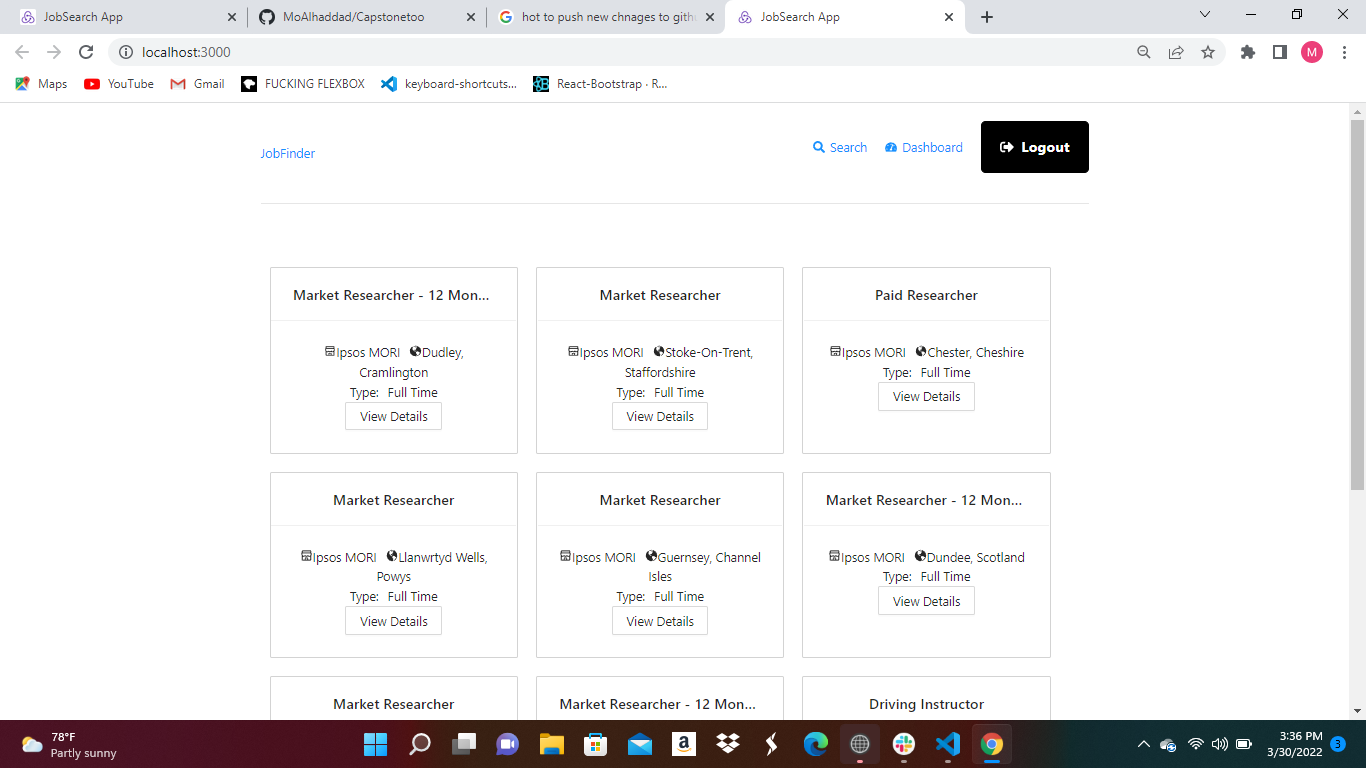 JobSearch App
MoAlhaddad/Capstonetoo
hot to push new chnages to gith
JobSearch App
localhost:3000
M
Maps
YouTube
Gmail
FUCKING FLEXBOX
keyboard-shortcuts...
React-Bootstrap · R...
JobFinder
Search
Dashboard
Logout
Market Researcher - 12 Mon...
Ipsos MORI Dudley,
Cramlington
Type: Full Time
View Details
Market Researcher
Ipsos MORI Stoke-On-Trent,
Staffordshire
Type: Full Time
View Details
Paid Researcher
Ipsos MORI Chester, Cheshire
Type: Full Time
View Details
Market Researcher
Ipsos MORI Llanwrtyd Wells,
Powys
Type: Full Time
View Details
Market Researcher
Ipsos MORI Guernsey, Channel
Isles
Type: Full Time
View Details
Market Researcher - 12 Mon...
Ipsos MORI Dundee, Scotland
Type: Full Time
View Details
Market Researcher
Market Researcher - 12 Mon...
Driving Instructor
78°F
Partly sunny
a
3:36 PM
3/30/2022
3